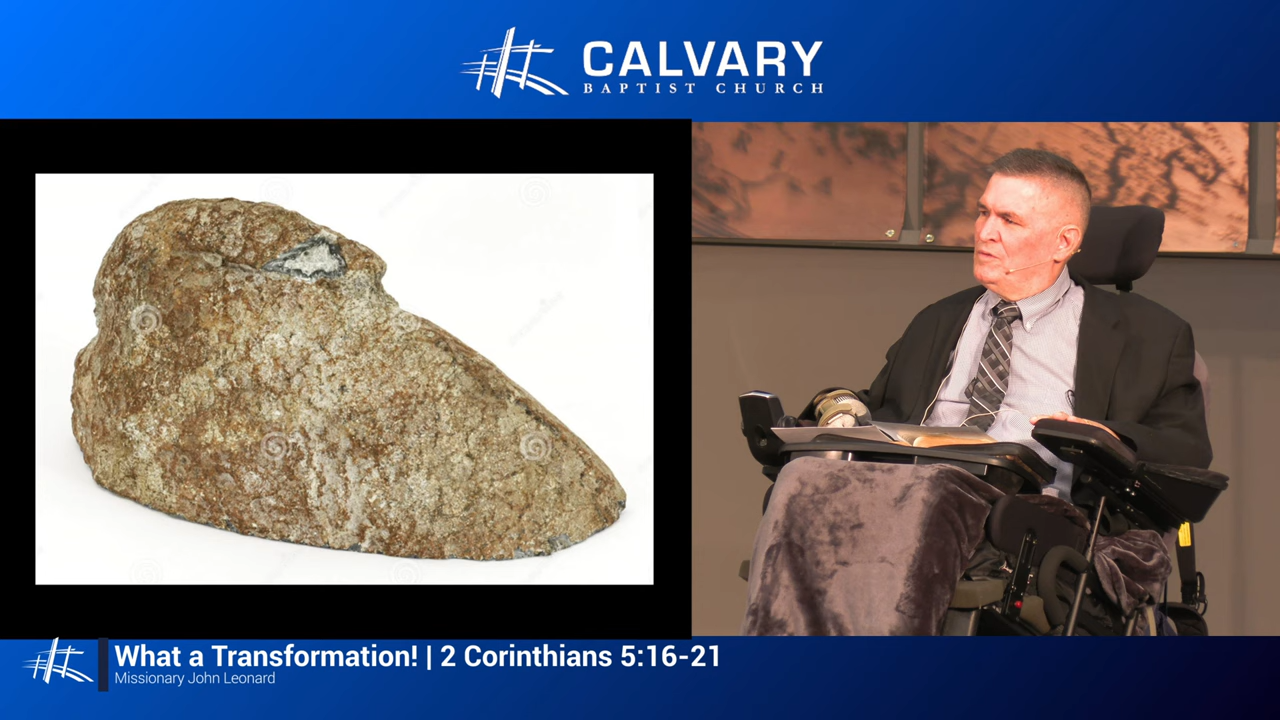 CALVARY
BAPTIST CHURCH
What a Transformation! | 2 Corinthians 5:16-21
Missionary John Leonard